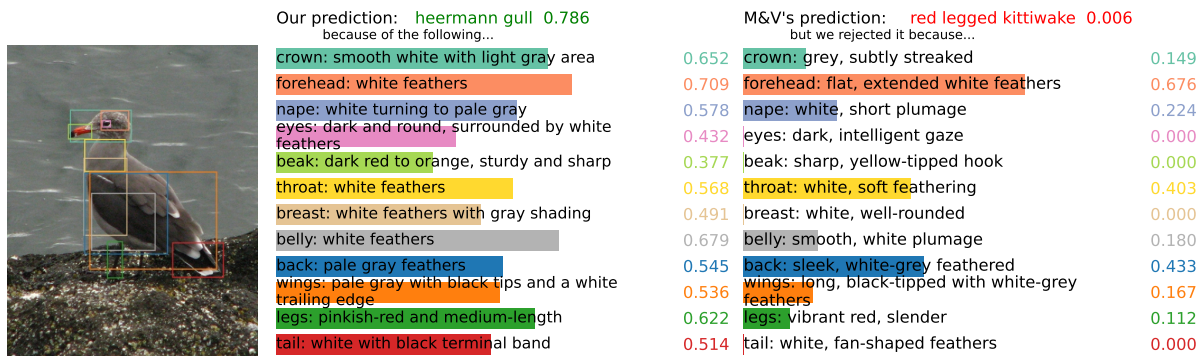 Our prediction: heermann gull 0.786
because of the following...
crown: smooth white with light gray area 0.652
forehead: white feathers 0.709
nape: white turning to pale gray 0.578
eyes: dark and round, surrounded by white
feathers 0.432
beak: dark red to orange, sturdy and sharp 0.377
throat: white feathers 0.568
breast: white feathers with gray shading 0.491
belly: white feathers 0.679
back: pale gray feathers 0.545
wings: pale gray with black tips and a white
trailing edge 0.536
legs: pinkish-red and medium-length 0.622
tail: white with black terminal band 0.514
M&V's prediction: red legged kittiwake 0.006
but we rejected it because...
crown: grey, subtly streaked 0.149
forehead: flat, extended white feathers 0.676
nape: white, short plumage 0.224
eyes: dark, intelligent gaze 0.000
beak: sharp, yellow-tipped hook 0.000
throat: white, soft feathering 0.403
breast: white, well-rounded 0.000
belly: smooth, white plumage 0.180
back: sleek, white-grey feathered 0.433
wings: long, black-tipped with white-grey
feathers 0.167
legs: vibrant red, slender 0.112
tail: white, fan-shaped feathers 0.000